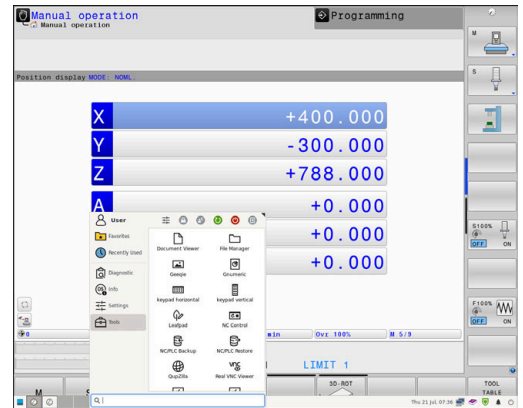 Manual operation
Manual operation
Programming
Position display MODE: NOML.
X +400.000
Y -300.000
Z +788.000
A +0.000
+0.000
+0.000
M
S
S100%
OFF ON
F100%
OFF ON
User
Favorites
Recently Used
Diagnostic
Info
Settings
Tools
Document Viewer
File Manager
Geeqie
Gnumeric
keypad horizontal
keypad vertical
Leafpad
NC Control
NC/PLC Backup
NC/PLC Restore
QupZilla
Real VNC Viewer
0
min
Ovr 100%
M 5/9
LIMIT 1
M
S
3D-ROT
TOOL TABLE
Thu 21 Jul, 07:36